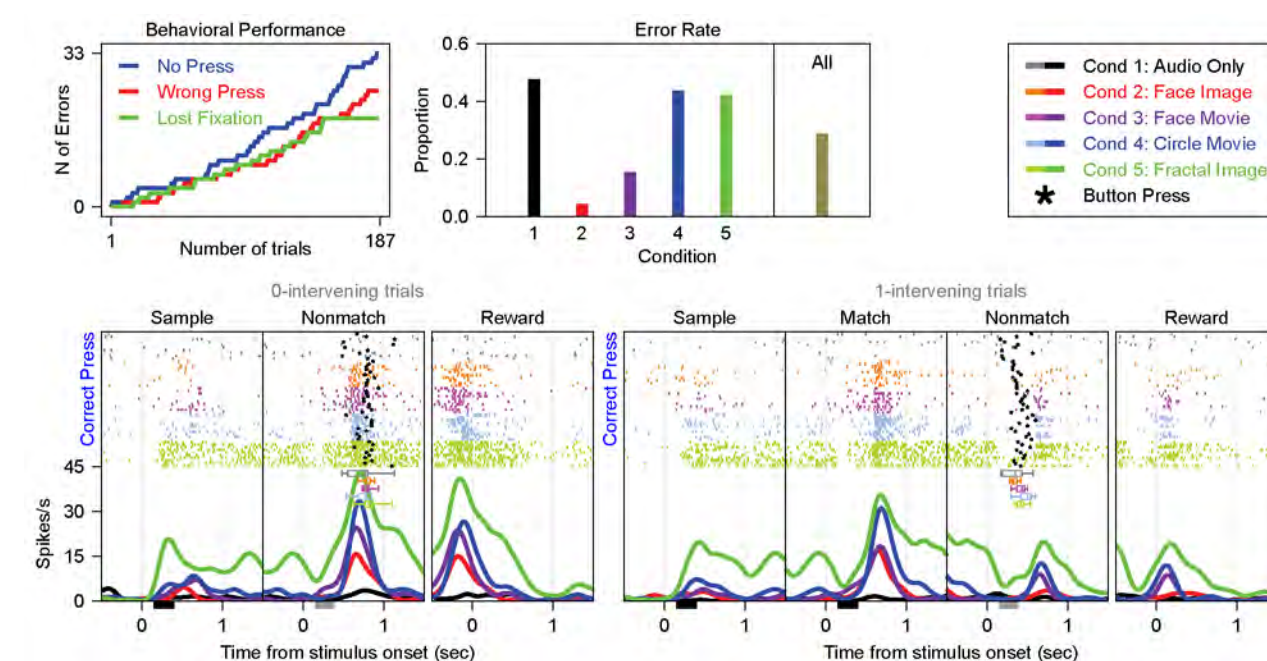 Behavioral Performance
33
No Press
Wrong Press
Lost Fixation
0
N of Errors
1
187
Number of trials
Error Rate
0.6
0.4
0.2
0.0
Proportion
All
1 2 3 4 5
Condition
Cond 1: Audio Only
Cond 2: Face Image
Cond 3: Face Movie
Cond 4: Circle Movie
Cond 5: Fractal Image
* Button Press
0-intervening trials
Sample Nonmatch Reward
Correct Press
45
30
15
0
Spikes/s
0 1 0 1 0 1
Time from stimulus onset (sec)
1-intervening trials
Sample Match Nonmatch Reward
Correct Press
0 1 0 1 0 1 0 1
Time from stimulus onset (sec)